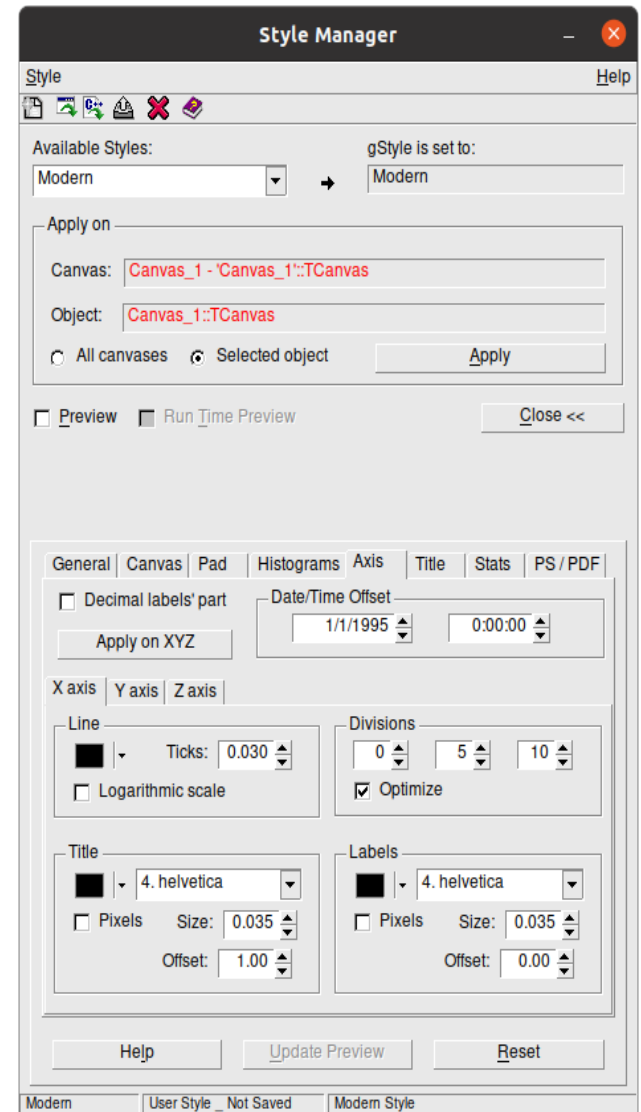 Style Manager
Style Help
C++
Available Styles: gStyle is set to:
Modern Modern
Apply on
Canvas: Canvas_1 - 'Canvas_1'::TCanvas
Object: Canvas_1::TCanvas
All canvases Selected object Apply
Preview Run Time Preview Close <<
General Canvas Pad Histograms Axis Title Stats PS / PDF
Decimal labels' part Date/Time Offset
1/1/1995 0:00:00
Apply on XYZ
X axis Y axis Z axis
Line Divisions
Ticks: 0.030 0 5 10
Logarithmic scale Optimize
Title Labels
4. helvetica 4. helvetica
Pixels Size: 0.035 Pixels Size: 0.035
Offset: 1.00 Offset: 0.00
Help Update Preview Reset
Modern User Style _ Not Saved Modern Style